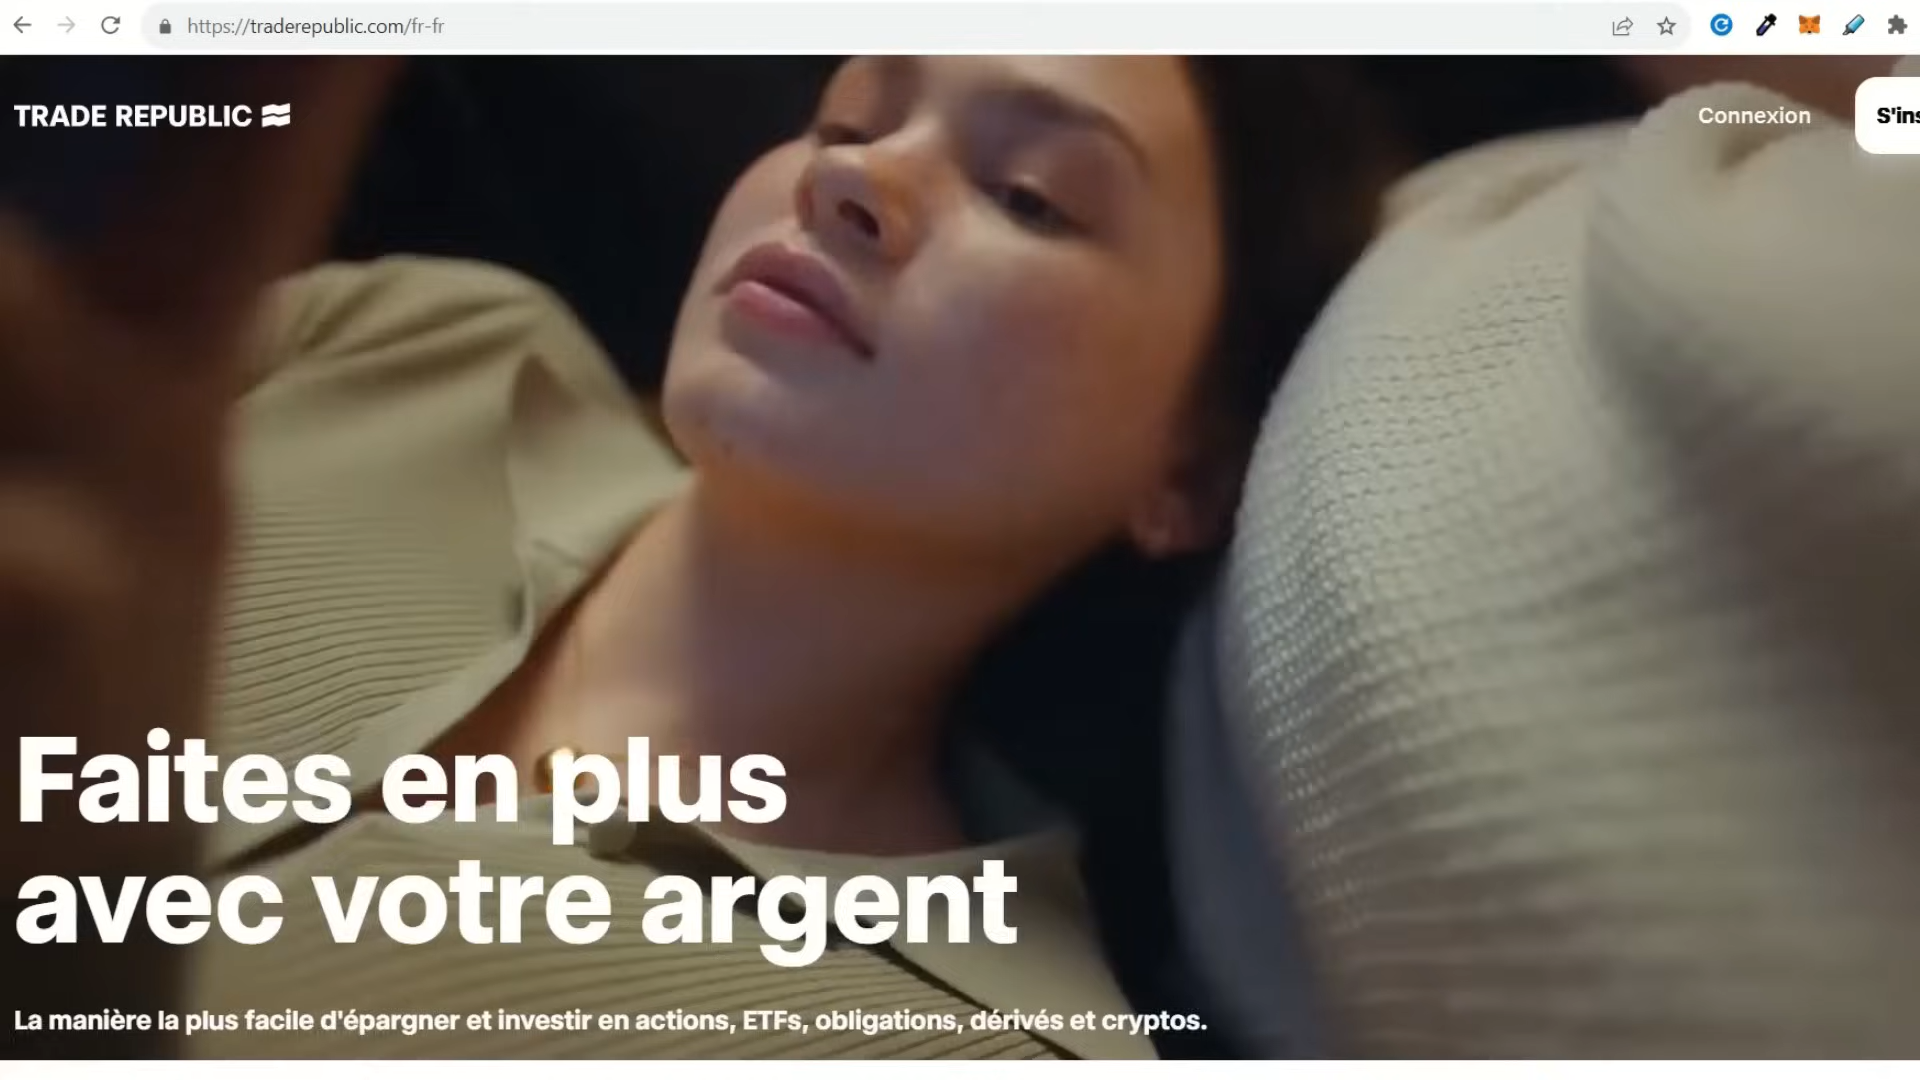 https://traderepublic.com/fr-fr
TRADE REPUBLIC
Connexion
S'ins
Faites en plus
avec votre argent
La manière la plus facile d'épargner et investir en actions, ETFs, obligations, dérivés et cryptos.